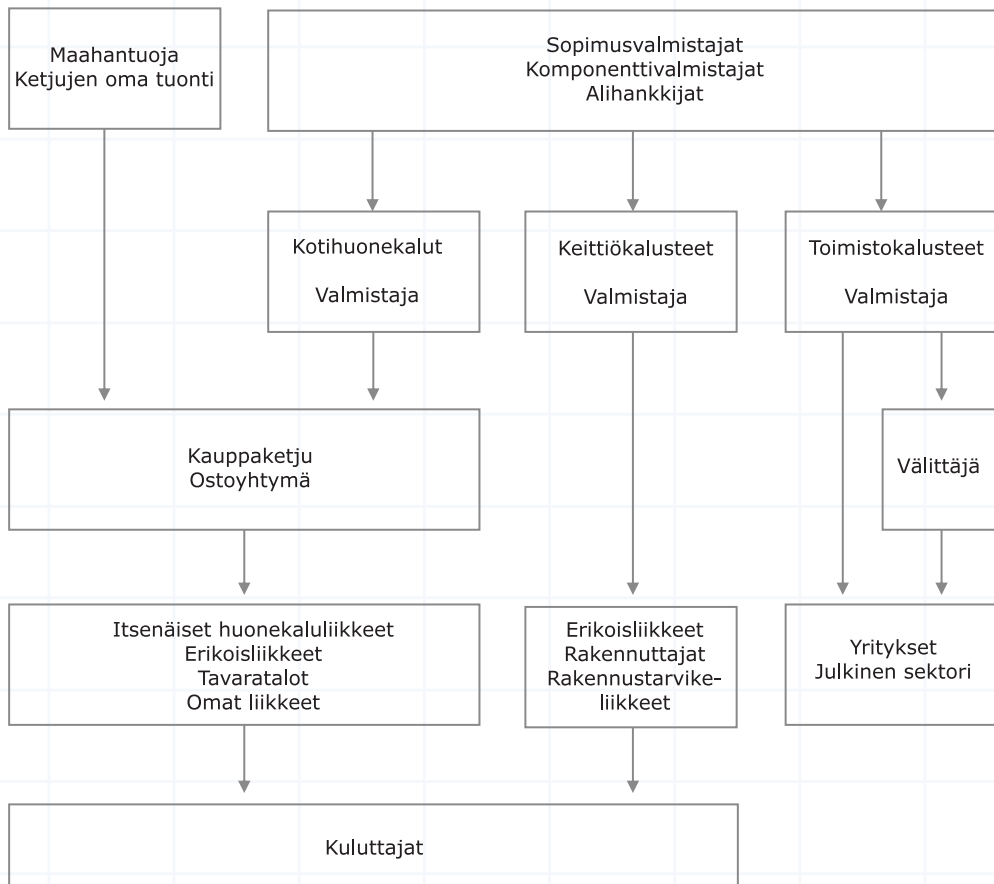 Maahantuoja
Ketjujen oma tuonti
Sopimusvalmistajat
Komponenttivalmistajat
Alihankkijat
Kotihuonekalut
Valmistaja
Keittiökalusteet
Valmistaja
Toimistokalusteet
Valmistaja
Kauppaketju
Ostoyhtymä
Välittäjä
Itsenäiset huonekaluliikkeet
Erikoisliikkeet
Tavaratalot
Omat liikkeet
Erikoisliikkeet
Rakennuttajat
Rakennustarvike-
liikkeet
Yritykset
Julkinen sektori
Kuluttajat